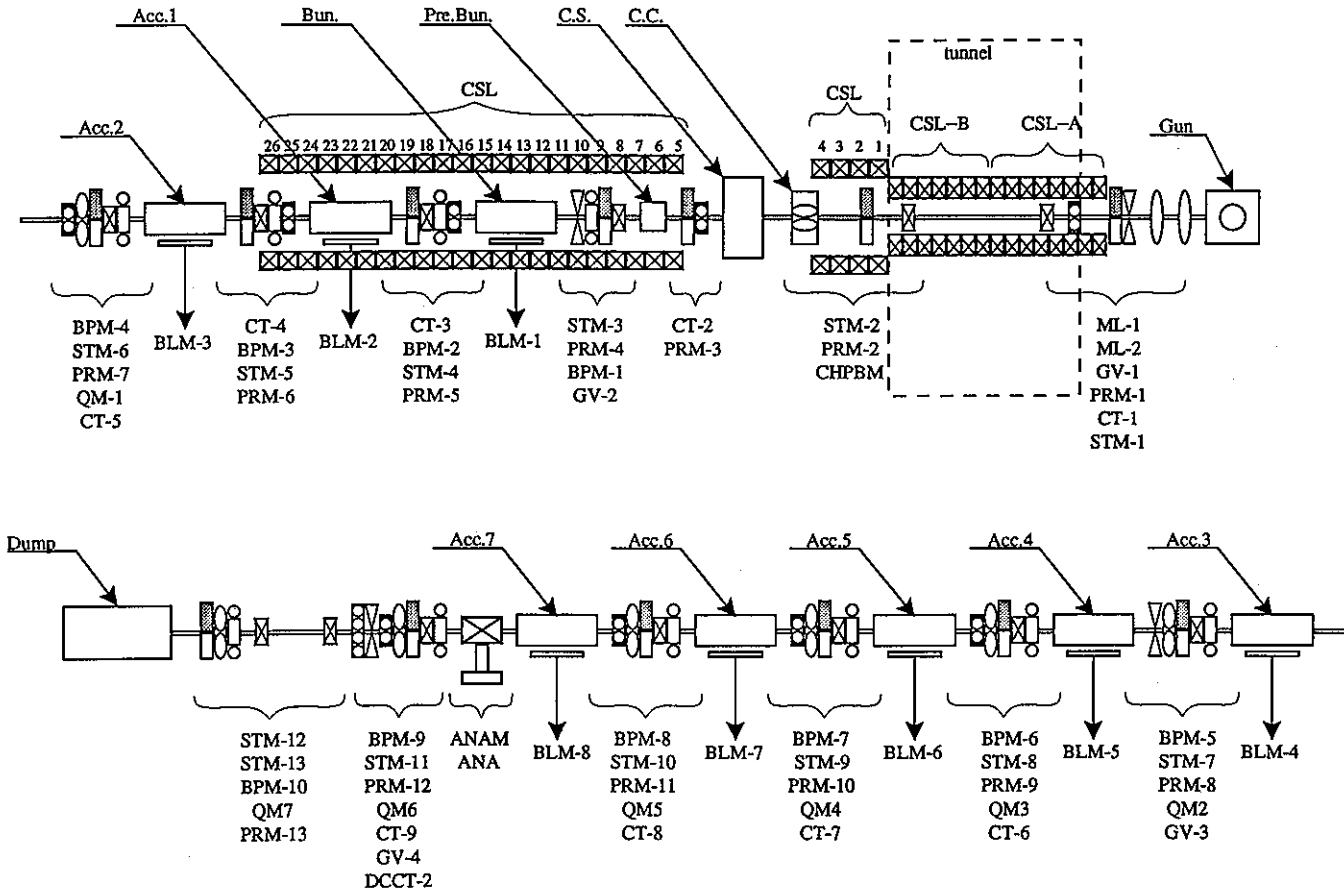 Acc.1
Bun.
Pre.Bun.
C.S.
C.C.
tunnel
CSL
CSL
CSL-B
CSL-A
Gun
Acc.2
26 25 24 23 22 21 20 19 18 17 16 15 14 13 12 11 10 9 8 7 6 5
4 3 2 1
BPM-4
STM-6
PRM-7
QM-1
CT-5
BLM-3
CT-4
BPM-3
STM-5
PRM-6
BLM-2
CT-3
BPM-2
STM-4
PRM-5
BLM-1
STM-3
PRM-4
BPM-1
GV-2
CT-2
PRM-3
STM-2
PRM-2
CHPBM
ML-1
ML-2
GV-1
PRM-1
CT-1
STM-1
Dump
Acc.7
Acc.6
Acc.5
Acc.4
Acc.3
STM-12
STM-13
BPM-10
QM7
PRM-13
BPM-9
STM-11
PRM-12
QM6
CT-9
GV-4
DCCT-2
ANAM
ANA
BLM-8
BPM-8
STM-10
PRM-11
QM5
CT-8
BLM-7
BPM-7
STM-9
PRM-10
QM4
CT-7
BLM-6
BPM-6
STM-8
PRM-9
QM3
CT-6
BLM-5
BPM-5
STM-7
PRM-8
QM2
GV-3
BLM-4